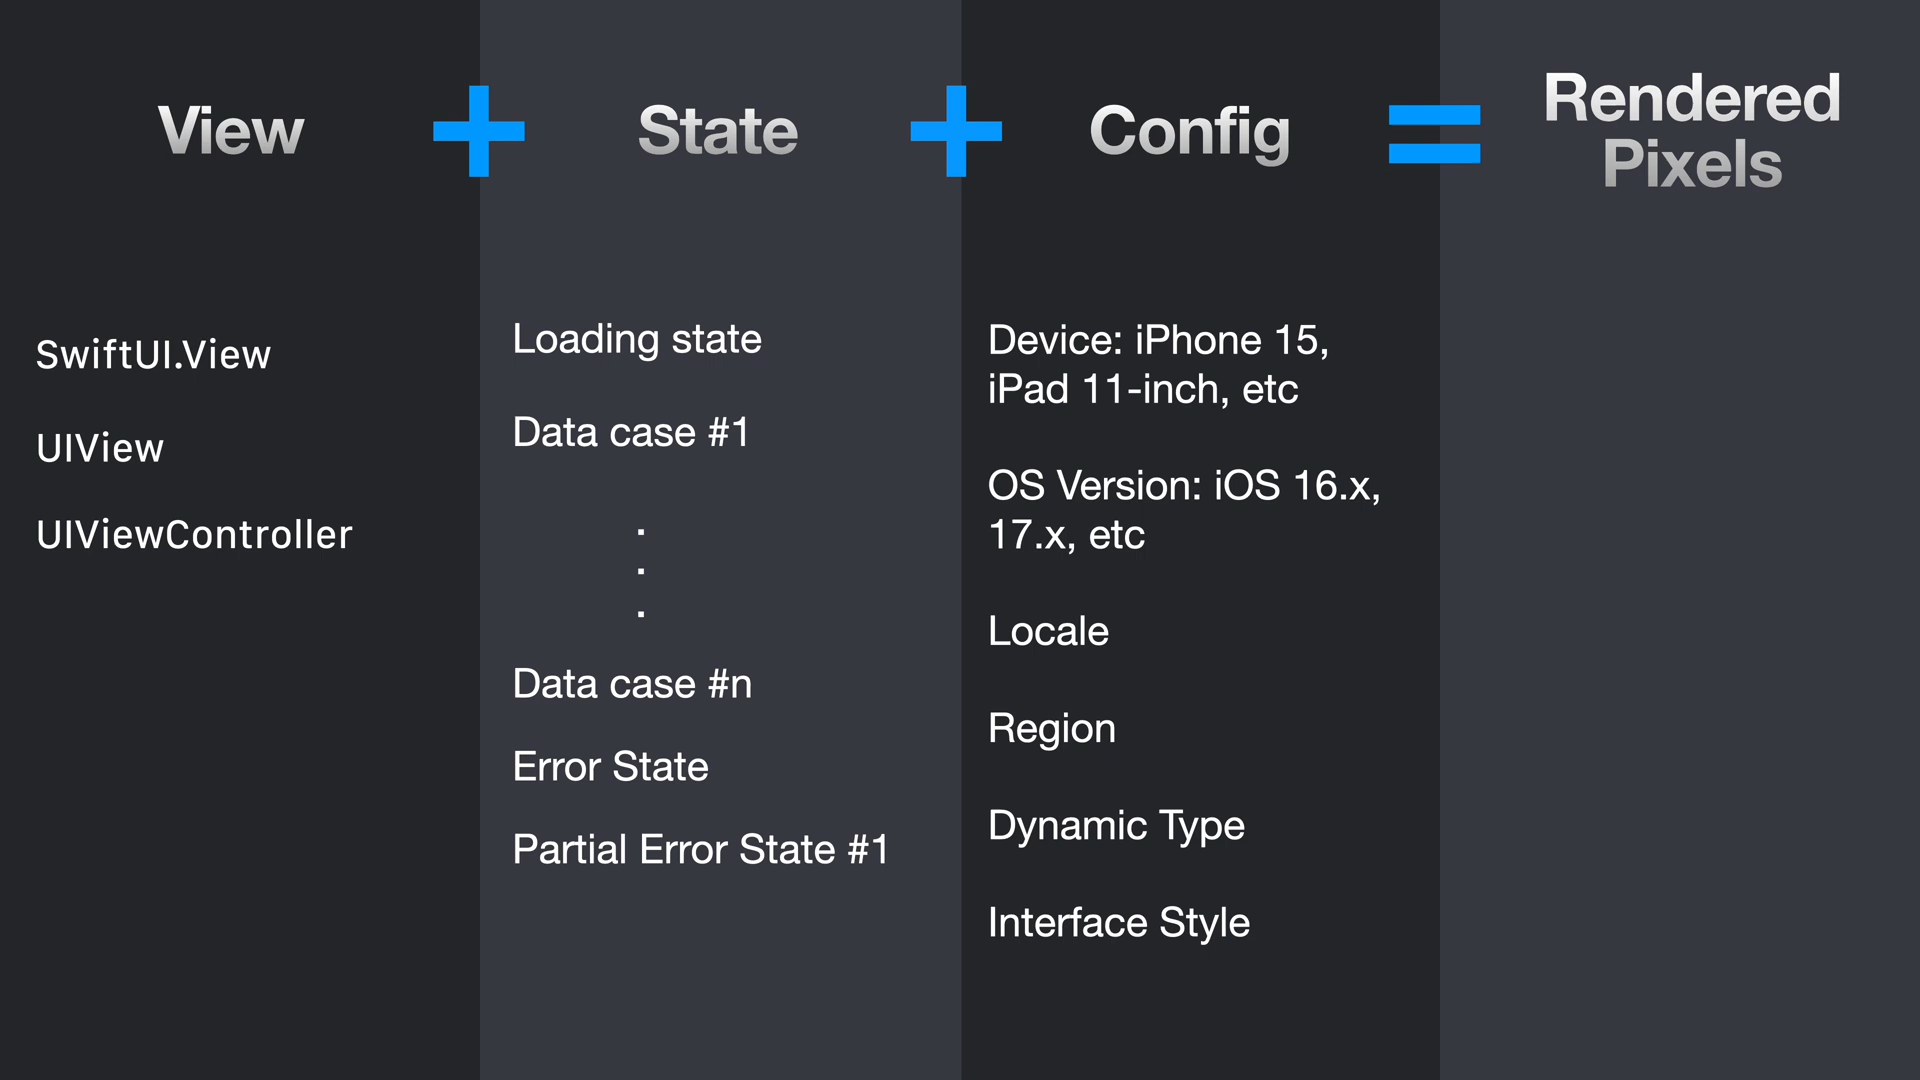 View
+
State
+
Config
=
Rendered
Pixels
SwiftUI.View
UIView
UIViewController
Loading state
Data case #1
.
.
.
Data case #n
Error State
Partial Error State #1
Device: iPhone 15,
iPad 11-inch, etc
OS Version: iOS 16.x,
17.x, etc
Locale
Region
Dynamic Type
Interface Style